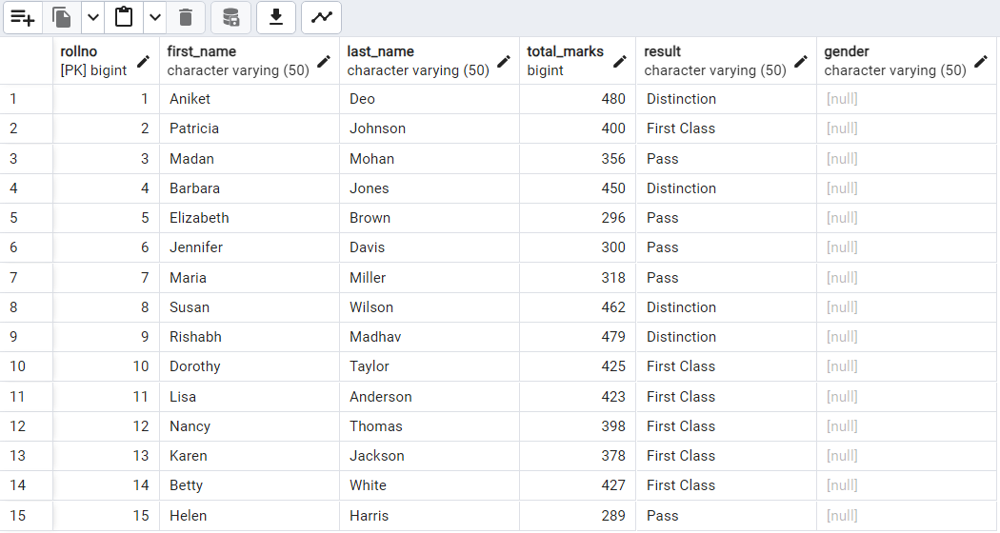 rollno first_name last_name total_marks result gender
[PK] bigint character varying (50) character varying (50) bigint character varying (50) character varying (50)
1 1 Aniket Deo 480 Distinction [null]
2 2 Patricia Johnson 400 First Class [null]
3 3 Madan Mohan 356 Pass [null]
4 4 Barbara Jones 450 Distinction [null]
5 5 Elizabeth Brown 296 Pass [null]
6 6 Jennifer Davis 300 Pass [null]
7 7 Maria Miller 318 Pass [null]
8 8 Susan Wilson 462 Distinction [null]
9 9 Rishabh Madhav 479 Distinction [null]
10 10 Dorothy Taylor 425 First Class [null]
11 11 Lisa Anderson 423 First Class [null]
12 12 Nancy Thomas 398 First Class [null]
13 13 Karen Jackson 378 First Class [null]
14 14 Betty White 427 First Class [null]
15 15 Helen Harris 289 Pass [null]